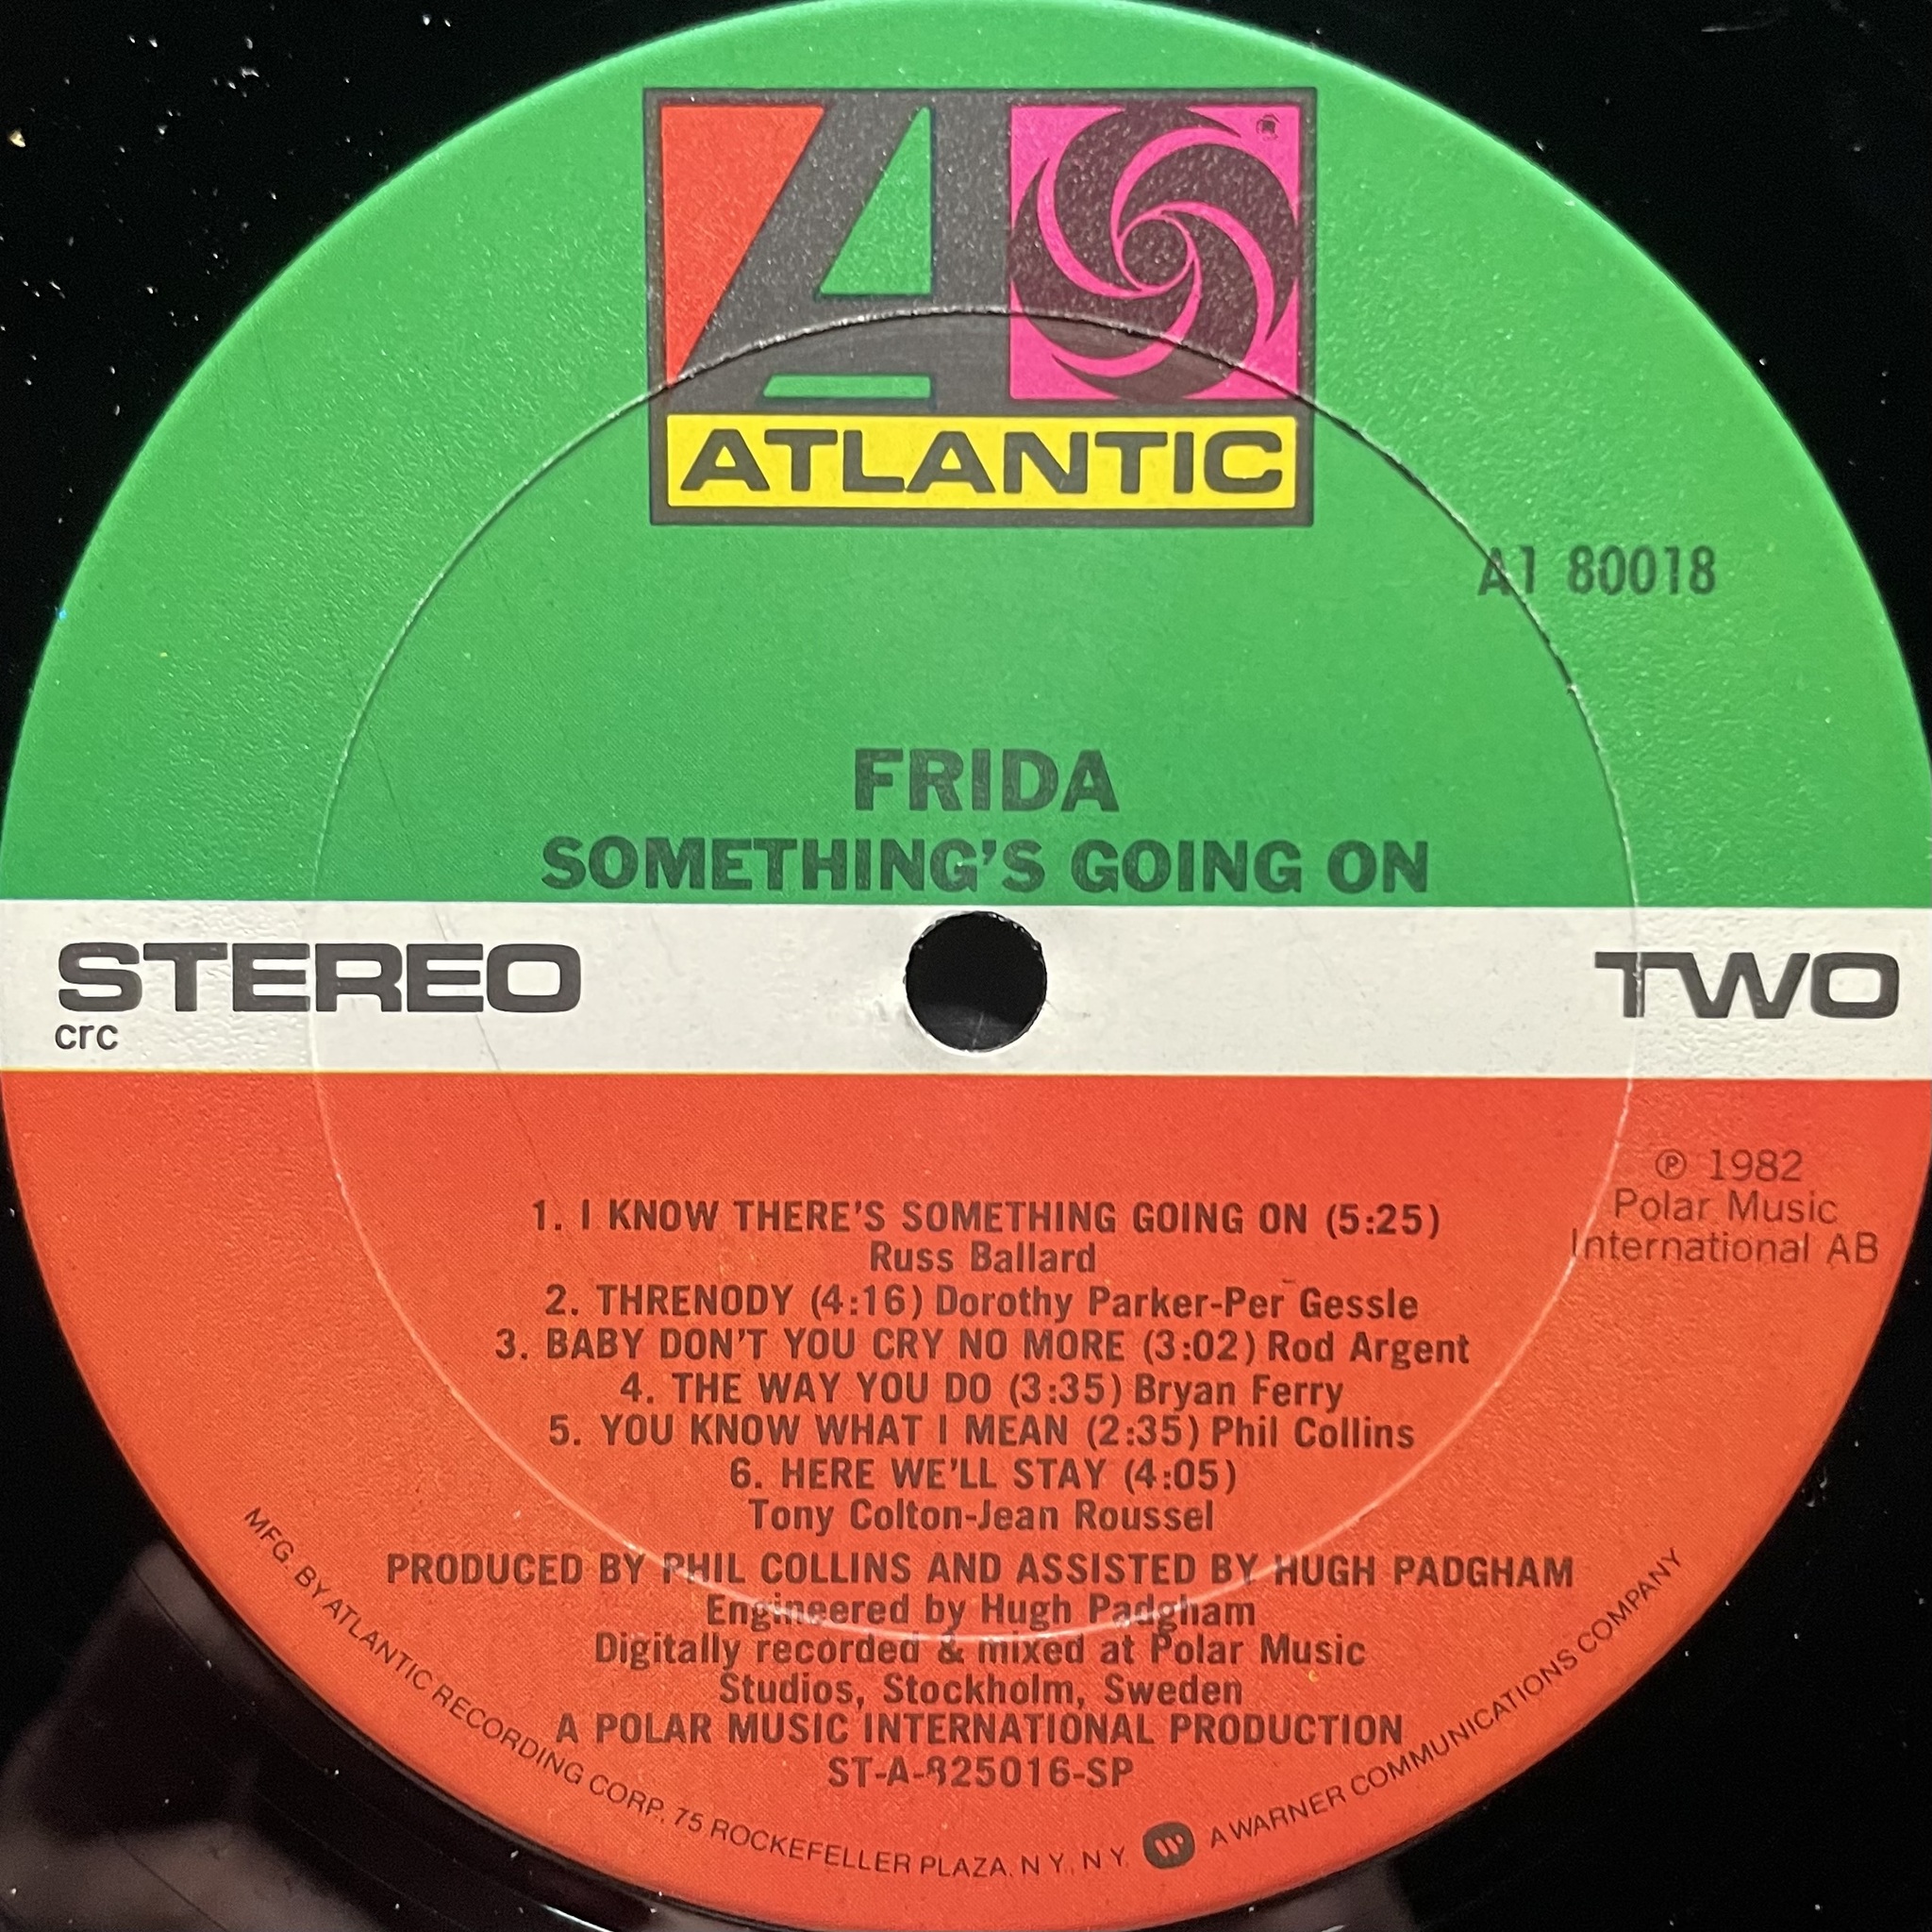 ATLANTIC
A1 80018
FRIDA
SOMETHING'S GOING ON
STEREO
TWO
crc
℗ 1982
Polar Music
International AB
1. I KNOW THERE'S SOMETHING GOING ON (5:25)
Russ Ballard
2. THRENODY (4:16) Dorothy Parker-Per Gessle
3. BABY DON'T YOU CRY NO MORE (3:02) Rod Argent
4. THE WAY YOU DO (3:35) Bryan Ferry
5. YOU KNOW WHAT I MEAN (2:35) Phil Collins
6. HERE WE'LL STAY (4:05)
Tony Colton-Jean Roussel
PRODUCED BY PHIL COLLINS AND ASSISTED BY HUGH PADGHAM
Engineered by Hugh Padgham
Digitally recorded & mixed at Polar Music
Studios, Stockholm, Sweden
A POLAR MUSIC INTERNATIONAL PRODUCTION
ST-A-825016-SP
MFG. BY ATLANTIC RECORDING CORP., 75 ROCKEFELLER PLAZA, N.Y., N.Y. W A WARNER COMMUNICATIONS COMPANY